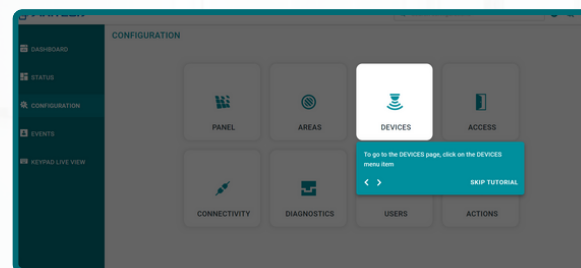 CONFIGURATION
DASHBOARD
STATUS
CONFIGURATION
EVENTS
KEYPAD LIVE VIEW
PANEL
AREAS
DEVICES
ACCESS
To go to the DEVICES page, click on the DEVICES
menu item
SKIP TUTORIAL
CONNECTIVITY
DIAGNOSTICS
USERS
ACTIONS